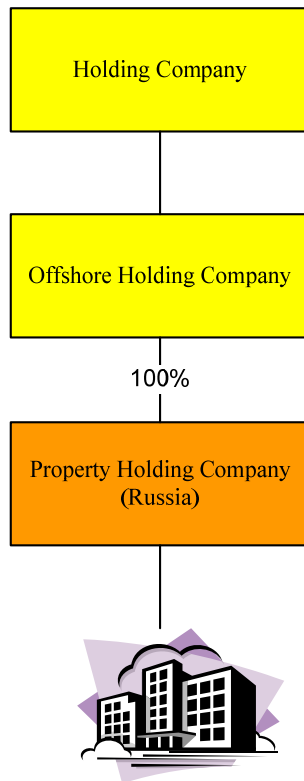 Holding Company
Offshore Holding Company
100%
Property Holding Company
(Russia)